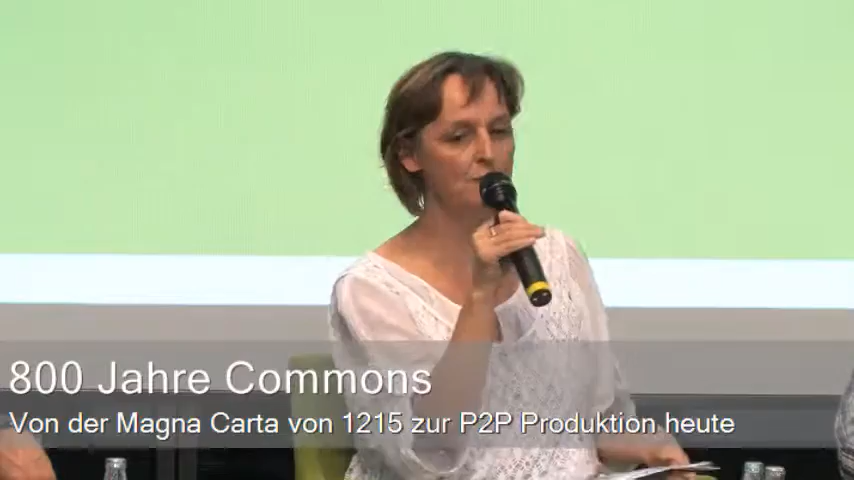 800 Jahre Commons
Von der Magna Carta von 1215 zur P2P Produktion heute